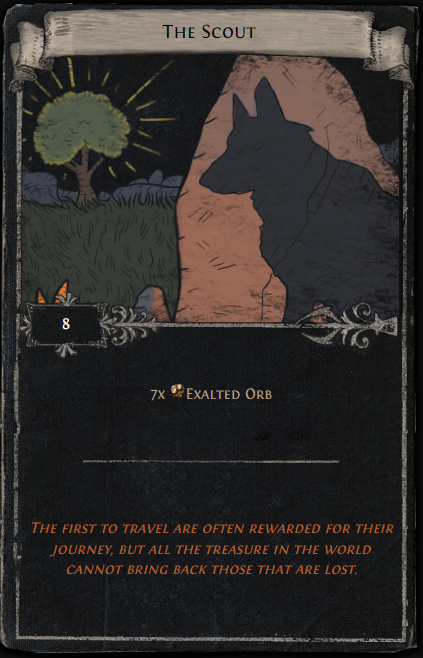 The Scout
8
7x Exalted Orb
The first to travel are often rewarded for their
journey, but all the treasure in the world
cannot bring back those that are lost.